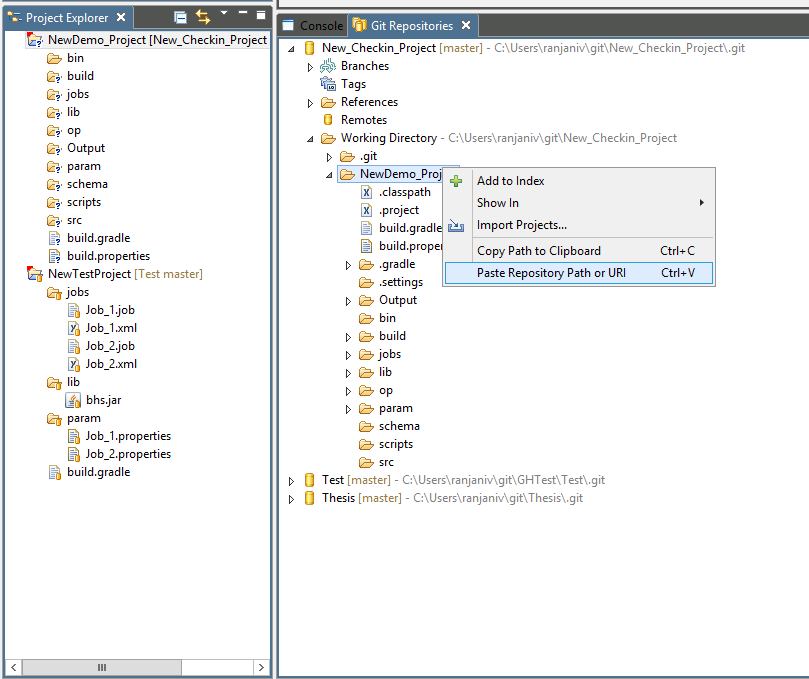 Project Explorer
NewDemo_Project [New_Checkin_Project
bin
build
jobs
lib
op
Output
param
schema
scripts
src
build.gradle
build.properties
NewTestProject [Test master]
jobs
Job_1.job
Job_1.xml
Job_2.job
Job_2.xml
lib
bhs.jar
param
Job_1.properties
Job_2.properties
build.gradle
Console
Git Repositories
New_Checkin_Project [master] - C:\Users\ranjaniv\git\New_Checkin_Project\.git
Branches
Tags
References
Remotes
Working Directory - C:\Users\ranjaniv\git\New_Checkin_Project
.git
NewDemo_Proj
.classpath
.project
build.gradle
build.proper
.gradle
.settings
Output
bin
build
jobs
lib
op
param
schema
scripts
src
Test [master] - C:\Users\ranjaniv\git\GHTest\Test\.git
Thesis [master] - C:\Users\ranjaniv\git\Thesis\.git
Add to Index
Show In
Import Projects...
Copy Path to Clipboard Ctrl+C
Paste Repository Path or URI Ctrl+V